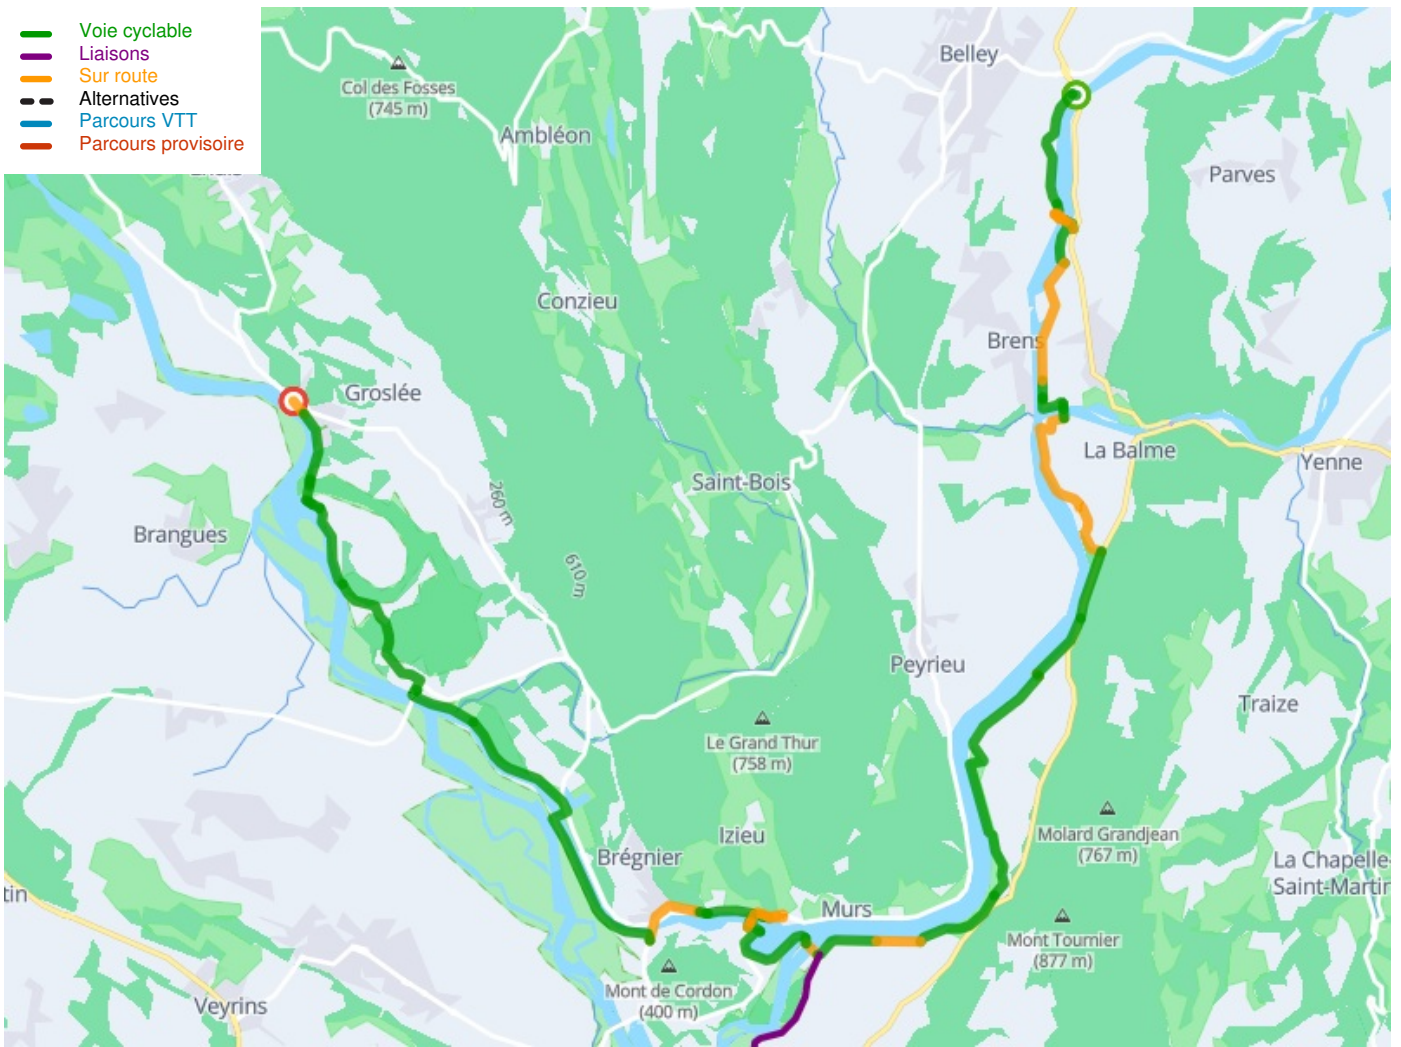 Voie cyclable
Liaisons
Sur route
Alternatives
Parcours VTT
Parcours provisoire
Belley
Col des Fosses
(745 m)
Ambléon
Parves
Conzieu
Brens
Groslée
La Balme
Yenne
Saint-Bois
260 m
Brangues
610 m
Peyrieu
Traize
Le Grand Thur
(758 m)
Izieu
Molard Grandjean
(767 m)
Brégnier
La Chapelle-
Saint-Martin
tin
Murs
Mont Tournier
(877 m)
Mont de Cordon
(400 m)
Veyrins